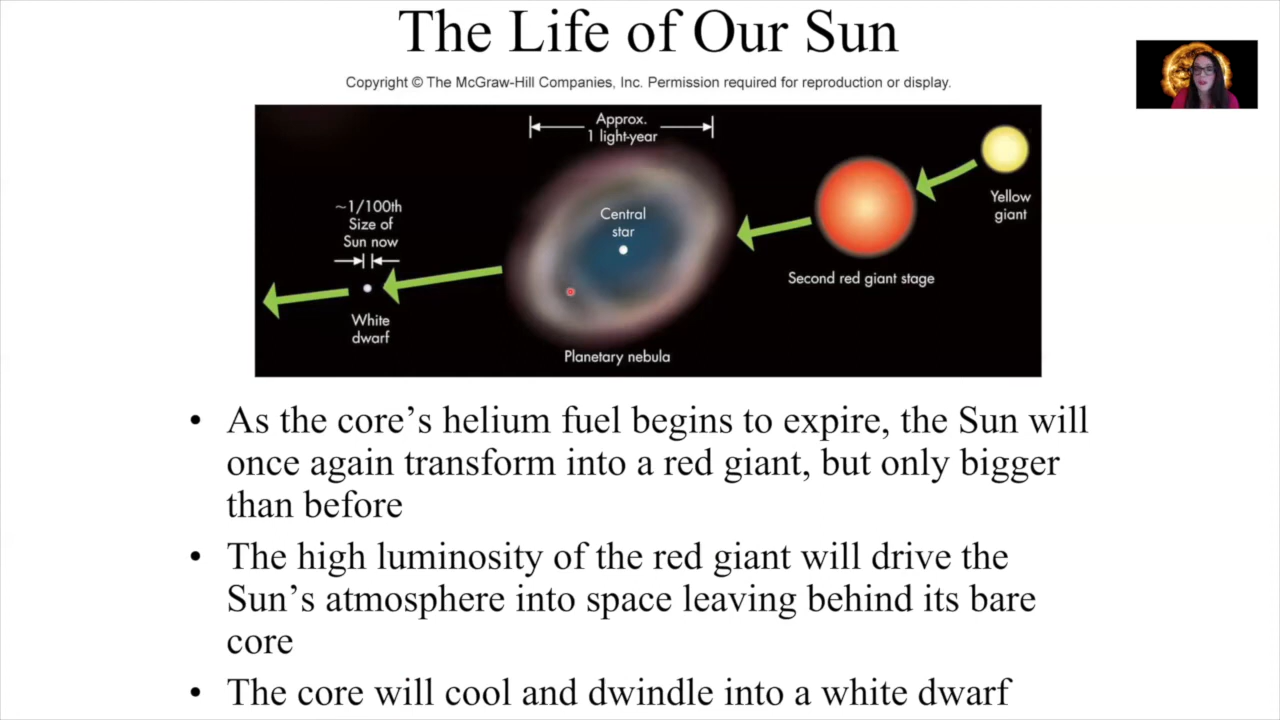 The Life of Our Sun
Copyright © The McGraw-Hill Companies, Inc. Permission required for reproduction or display.
Approx.
1 light-year
Yellow
giant
Central
star
~1/100th
Size of
Sun now
Second red giant stage
White
dwarf
Planetary nebula
• As the core’s helium fuel begins to expire, the Sun will
once again transform into a red giant, but only bigger
than before
• The high luminosity of the red giant will drive the
Sun’s atmosphere into space leaving behind its bare
core
• The core will cool and dwindle into a white dwarf